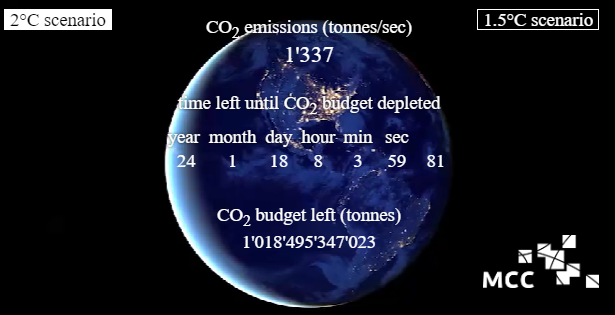 2°C scenario
1.5°C scenario
CO2 emissions (tonnes/sec)
1'337
time left until CO2 budget depleted
year month day hour min sec
24 1 18 8 3 59 81
CO2 budget left (tonnes)
1'018'495'347'023
MCC